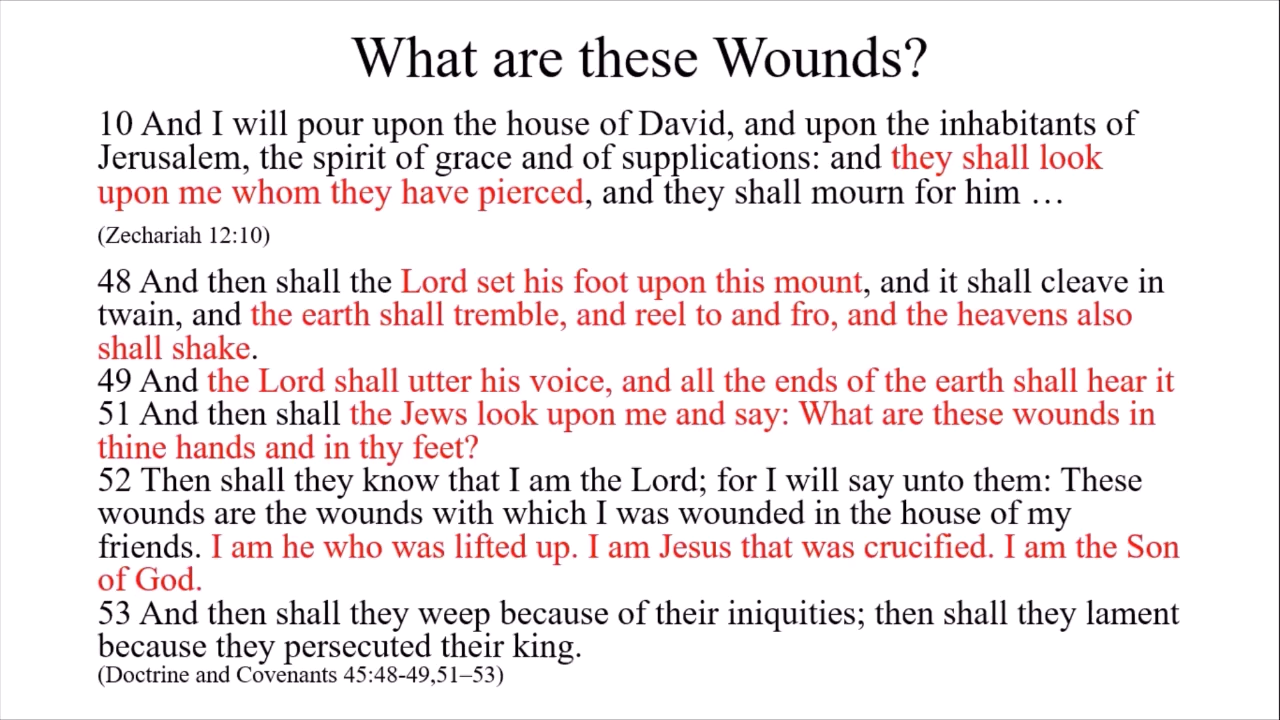 What are these Wounds?
10 And I will pour upon the house of David, and upon the inhabitants of
Jerusalem, the spirit of grace and of supplications: and they shall look
upon me whom they have pierced, and they shall mourn for him …
(Zechariah 12:10)
48 And then shall the Lord set his foot upon this mount, and it shall cleave in
twain, and the earth shall tremble, and reel to and fro, and the heavens also
shall shake.
49 And the Lord shall utter his voice, and all the ends of the earth shall hear it
51 And then shall the Jews look upon me and say: What are these wounds in
thine hands and in thy feet?
52 Then shall they know that I am the Lord; for I will say unto them: These
wounds are the wounds with which I was wounded in the house of my
friends. I am he who was lifted up. I am Jesus that was crucified. I am the Son
of God.
53 And then shall they weep because of their iniquities; then shall they lament
because they persecuted their king.
(Doctrine and Covenants 45:48-49,51–53)